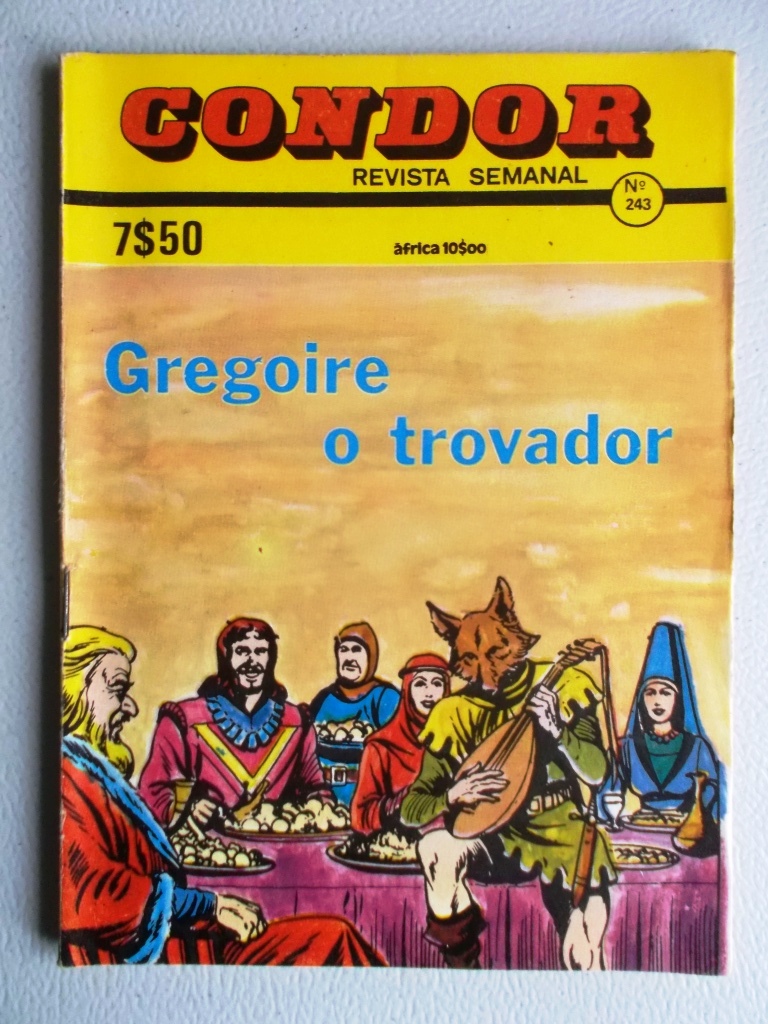 CONDOR
REVISTA SEMANAL
Nº
243
7$50
áfrica 10$00
Gregoire
o trovador